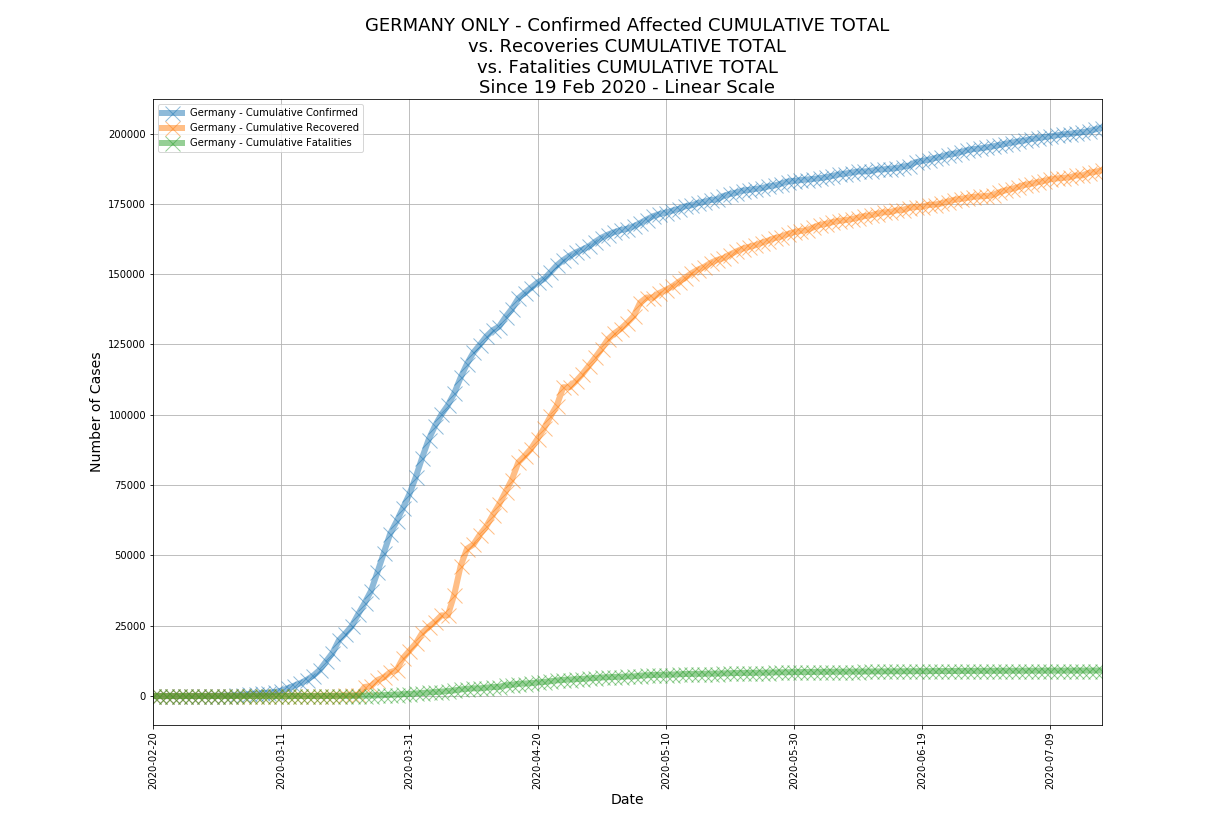 GERMANY ONLY - Confirmed Affected CUMULATIVE TOTAL
vs. Recoveries CUMULATIVE TOTAL
vs. Fatalities CUMULATIVE TOTAL
Since 19 Feb 2020 - Linear Scale
Germany - Cumulative Confirmed
Germany - Cumulative Recovered
Germany - Cumulative Fatalities
Number of Cases
200000
175000
150000
125000
100000
75000
50000
25000
0
2020-02-20
2020-03-11
2020-03-31
2020-04-20
2020-05-10
2020-05-30
2020-06-19
2020-07-09
Date